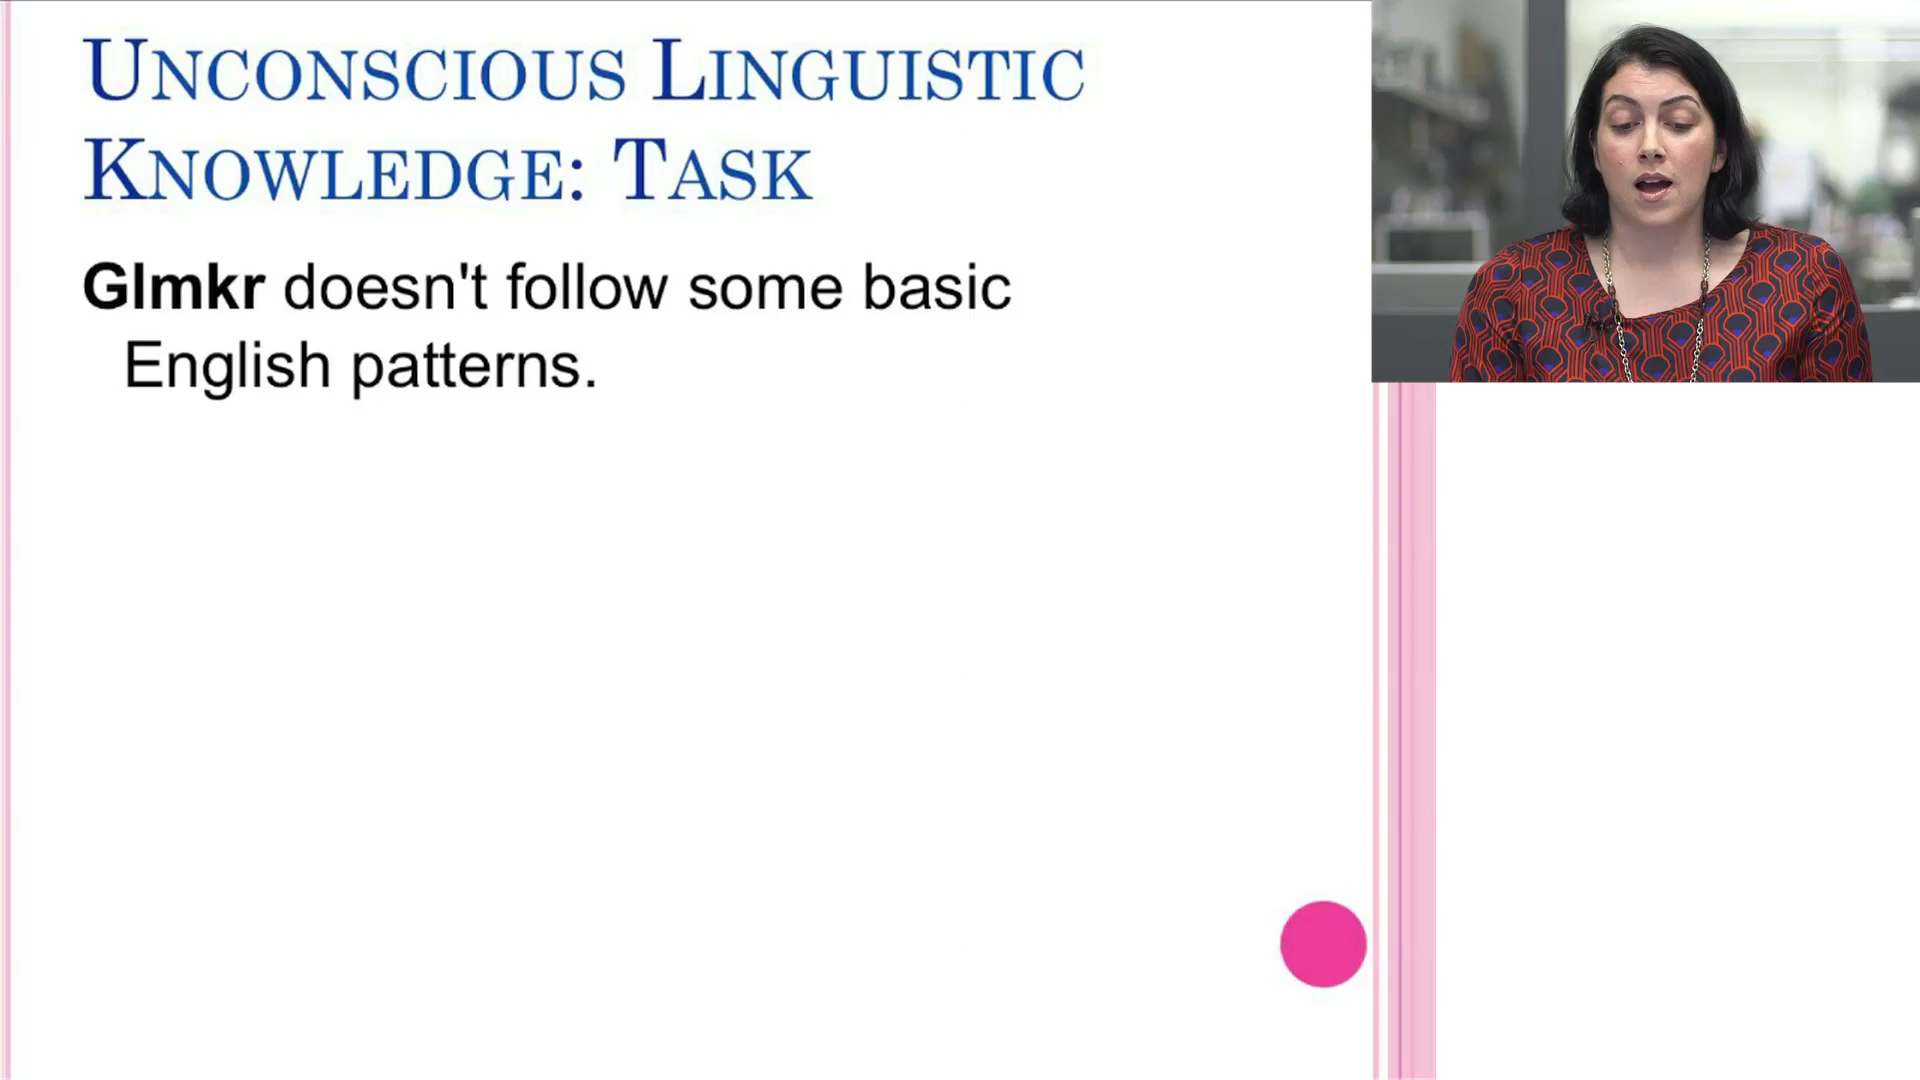 UNCONSCIOUS LINGUISTIC
KNOWLEDGE: TASK
Glmkr doesn't follow some basic
English patterns.